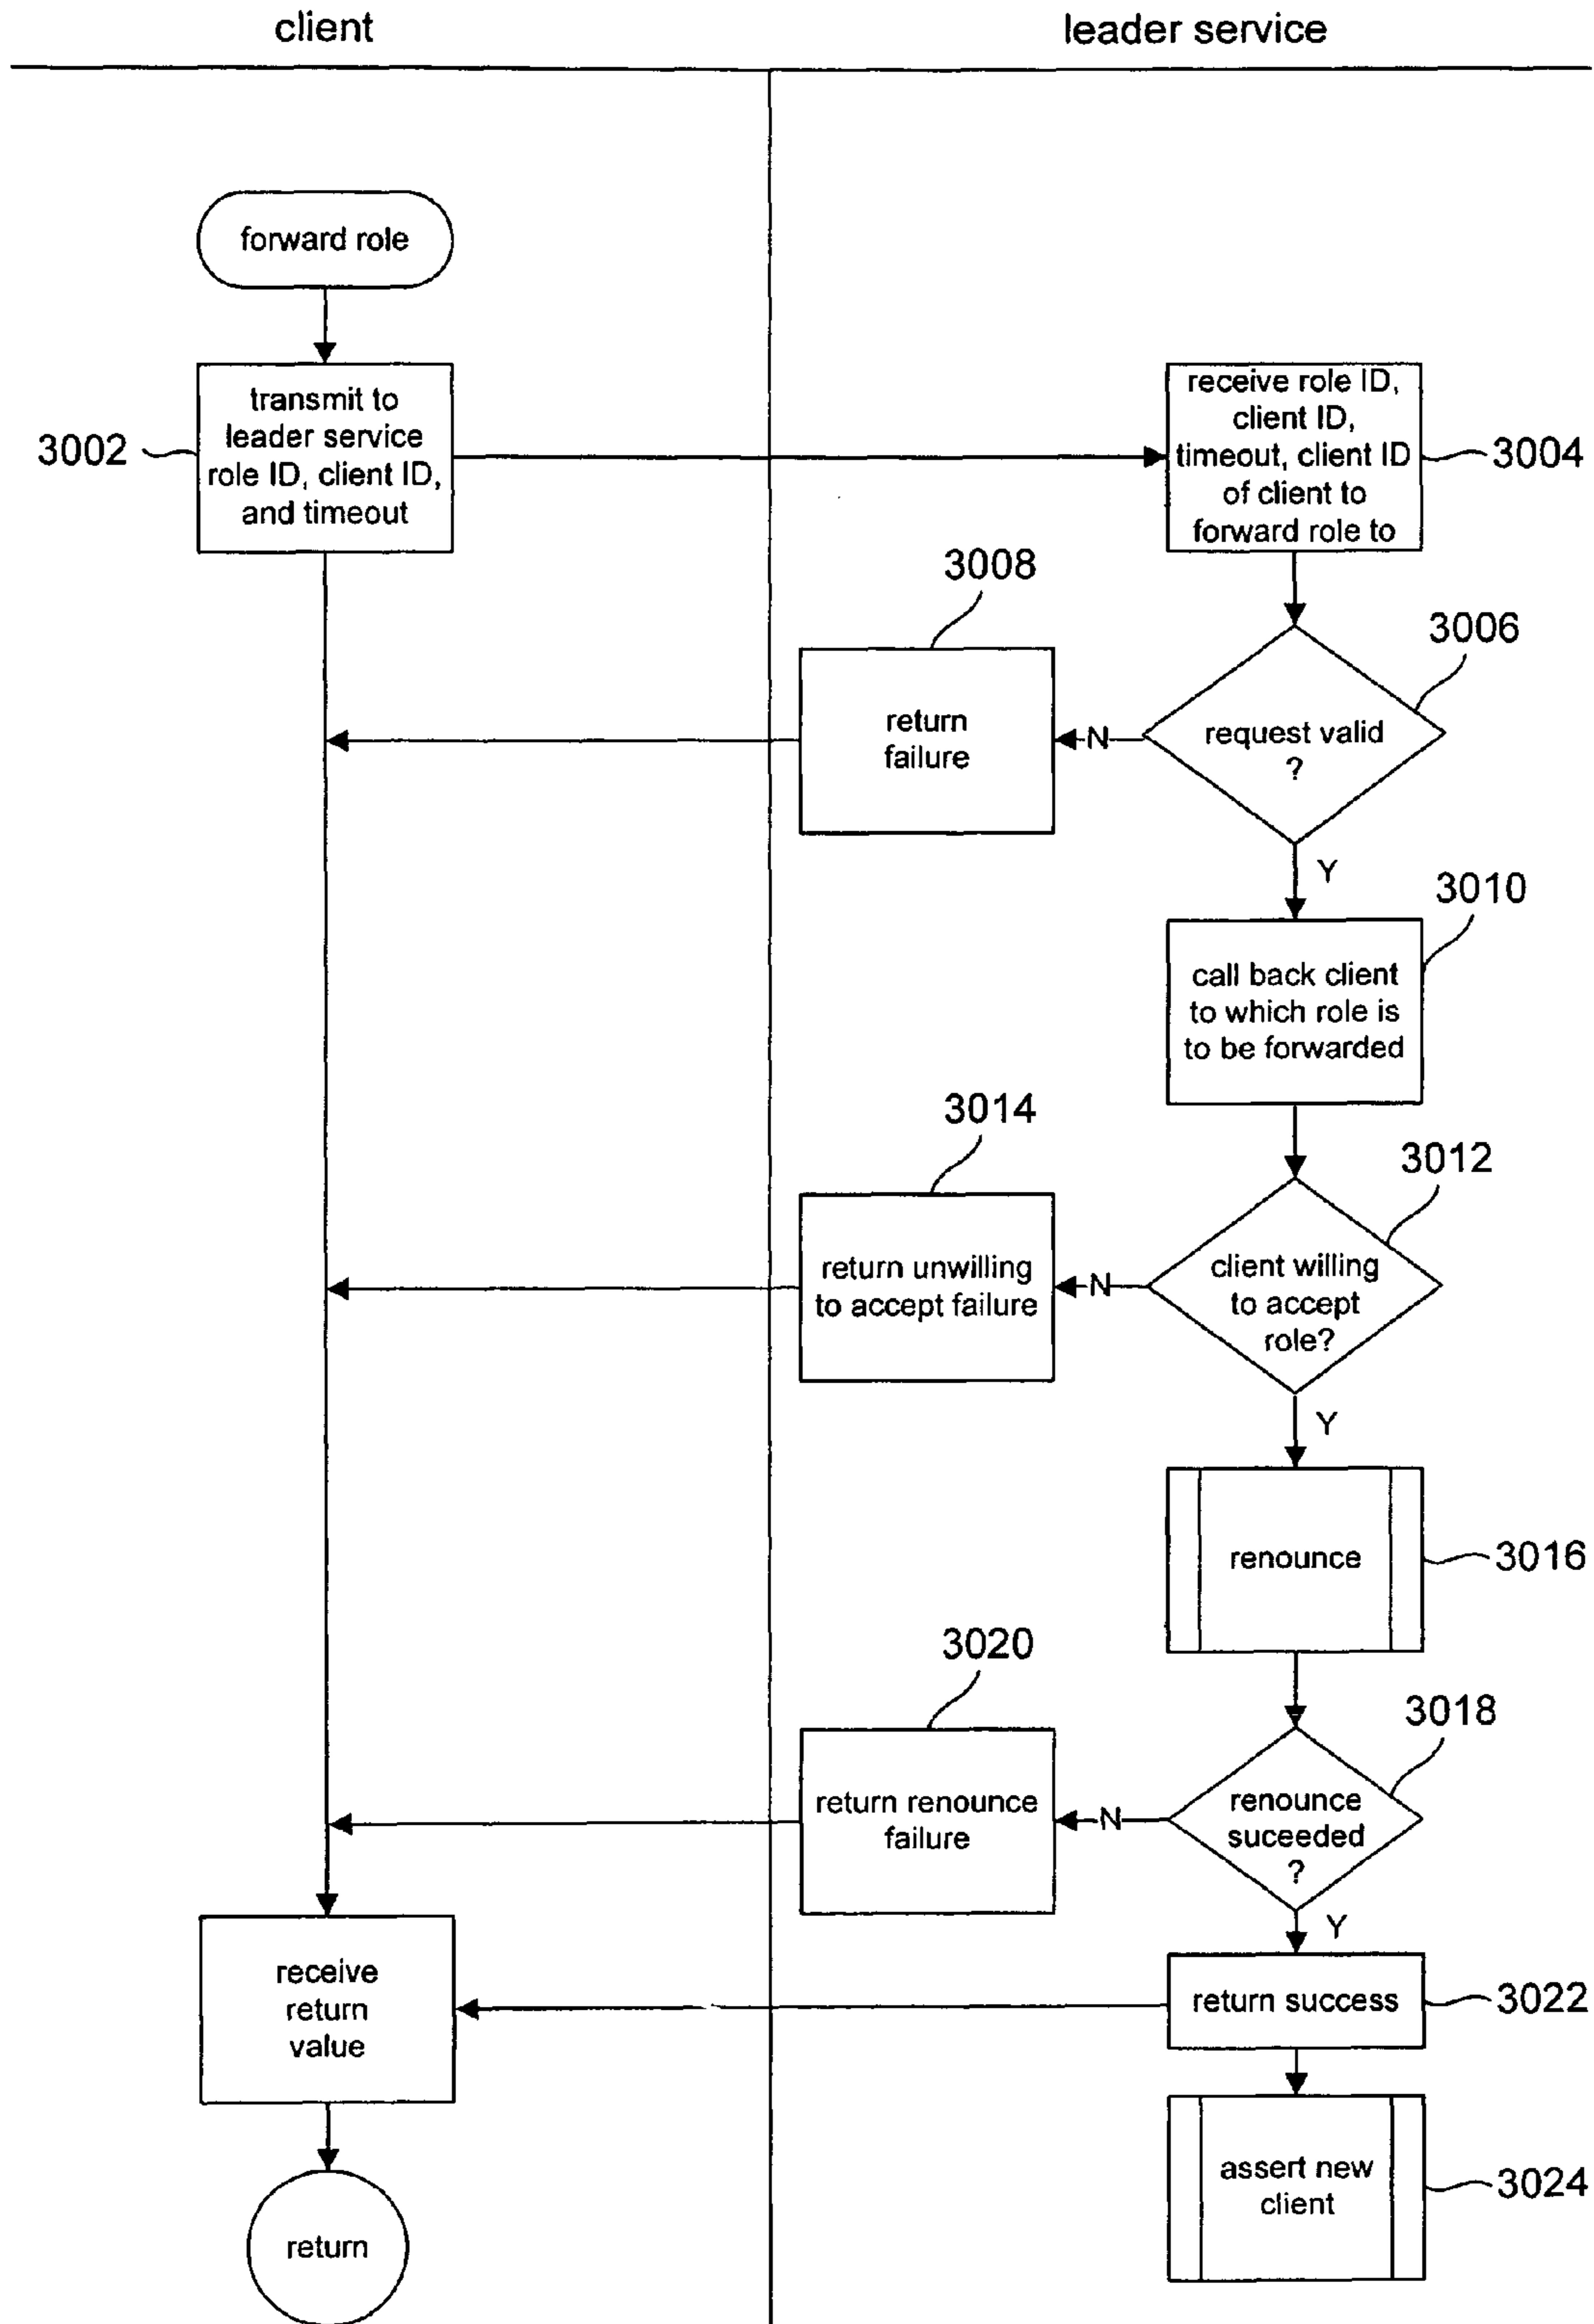 client
leader service
forward role
transmit to
leader service
role ID, client ID,
and timeout
3002
receive role ID,
client ID,
timeout, client ID
of client to
forward role to
3004
3006
request valid
?
N
3008
return
failure
Y
3010
call back client
to which role is
to be forwarded
3012
client willing
to accept
role?
N
3014
return unwilling
to accept failure
Y
renounce
3016
3018
renounce
suceeded
?
N
3020
return renounce
failure
Y
return success
3022
receive
return
value
assert new
client
3024
return